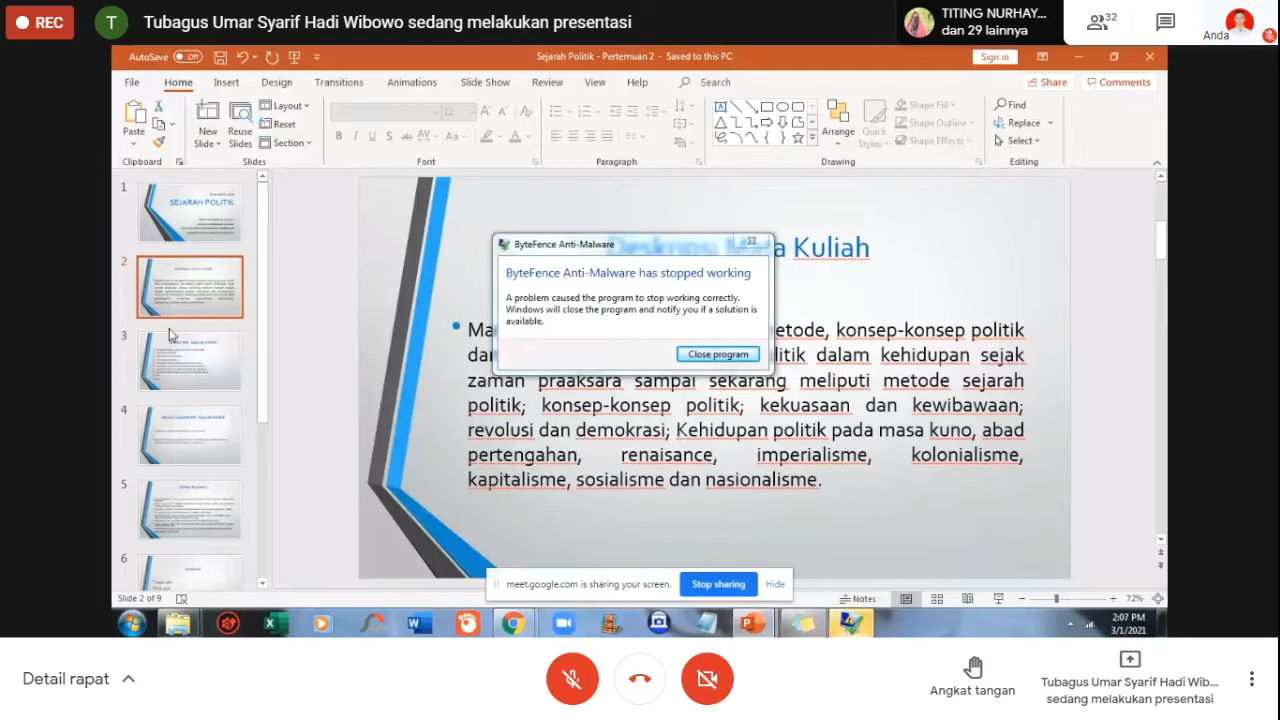 REC
T
Tubagus Umar Syarif Hadi Wibowo sedang melakukan presentasi
TITING NURHAY...
dan 29 lainnya
32
Anda
AutoSave Off
Sejarah Politik - Pertemuan 2 - Saved to this PC
Sign in
File Home Insert Design Transitions Animations Slide Show Review View Help Search
Share Comments
Paste
New
Slide
Reuse
Slides
Layout
Reset
Section
12
Arrange
Quick
Styles
Shape Fill
Shape Outline
Shape Effects
Find
Replace
Select
Clipboard Slides Font Paragraph Drawing Editing
1
SEJARAH POLITIK
2
3
4
5
6
a Kuliah
ByteFence Anti-Malware
ByteFence Anti-Malware has stopped working
A problem caused the program to stop working correctly.
Windows will close the program and notify you if a solution is
available.
Close program
Ma etode, konsep-konsep politik
dan litik dalam kehidupan sejak
zaman praaksara sampai sekarang meliputi metode sejarah
politik; konsep-konsep politik; kekuasaan dan kewibawaan;
revolusi dan demokrasi; Kehidupan politik pada masa kuno, abad
pertengahan, renaisance, imperialisme, kolonialisme,
kapitalisme, sosialisme dan nasionalisme.
meet.google.com is sharing your screen.
Stop sharing
Hide
Slide 2 of 9
Notes
72%
2:07 PM
3/1/2021
Detail rapat
Angkat tangan
Tubagus Umar Syarif Hadi Wib...
sedang melakukan presentasi